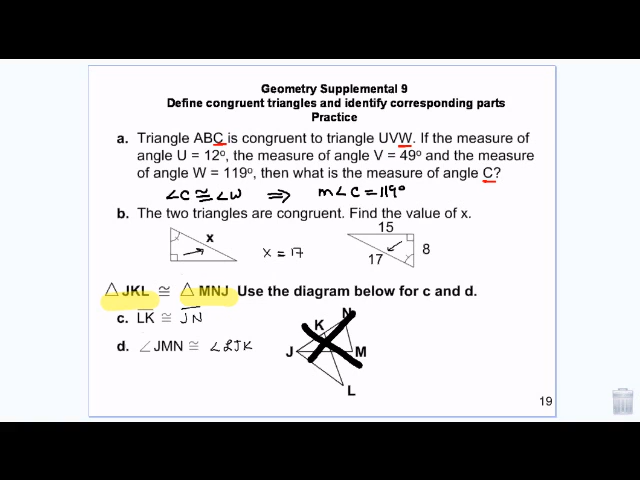 Geometry Supplemental 9
Define congruent triangles and identify corresponding parts
Practice
a. Triangle ABC is congruent to triangle UVW. If the measure of
angle U = 12º, the measure of angle V = 49º and the measure
of angle W = 119º, then what is the measure of angle C?
∠C ≅ ∠W ⇒ m∠C = 119°
b. The two triangles are congruent. Find the value of x.
x
x = 17
15
8
17
△ JKL ≅ △ MNJ Use the diagram below for c and d.
c. LK ≅ JN
d. ∠JMN ≅ ∠LJK
N
K
J
M
L
19